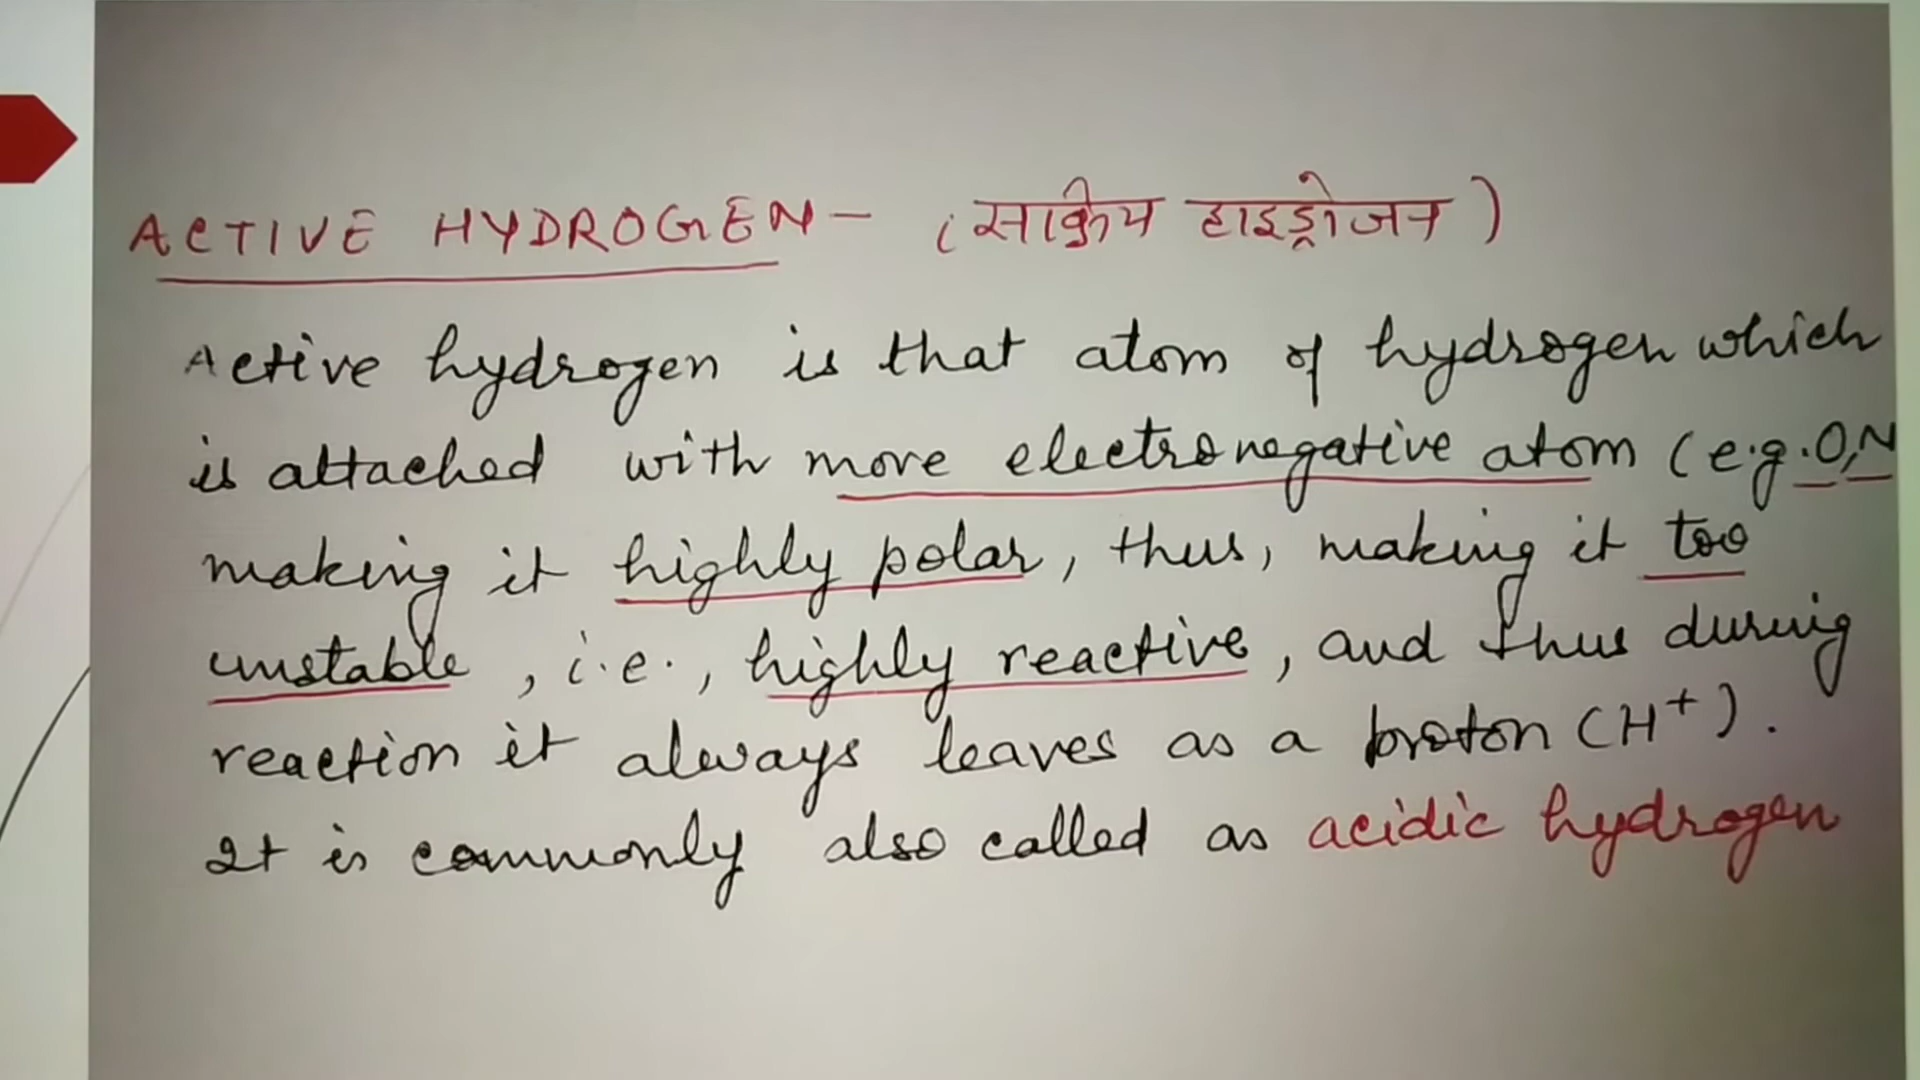 ACTIVE HYDROGEN - (सक्रिय हाइड्रोजन)
Active hydrogen is that atom of hydrogen which
is attached with more electronegative atom (e.g. O, N
making it highly polar, thus, making it too
unstable, i.e., highly reactive, and thus during
reaction it always leaves as a proton (H+).
It is commonly also called as acidic hydrogen